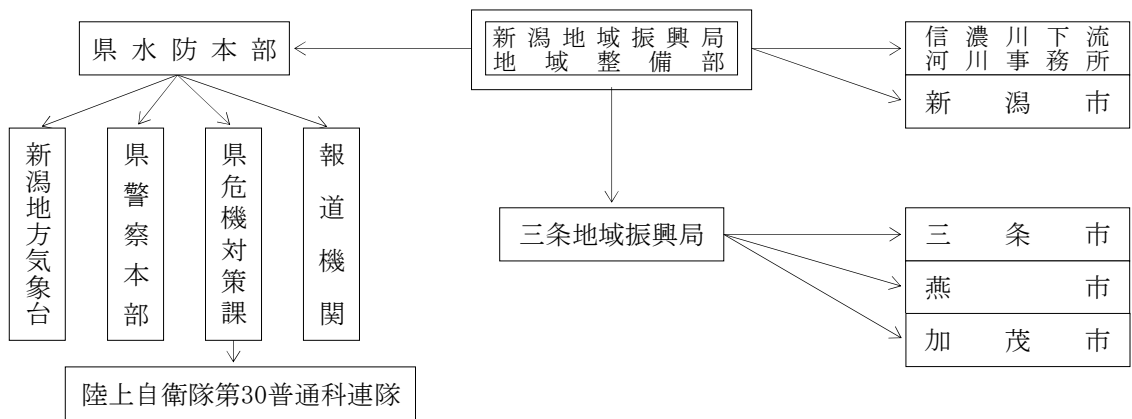 県水防本部
新潟地域振興局
地域整備部
信濃川下流
河川事務所
新潟市
新潟地方気象台
県警察本部
県危機対策課
報道機関
三条地域振興局
三条市
燕市
加茂市
陸上自衛隊第30普通科連隊